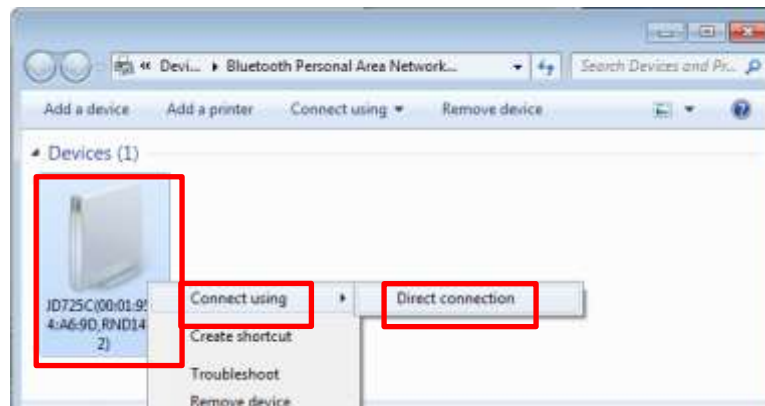 « Devi... ▸ Bluetooth Personal Area Network...
Search Devices and Pr...
Add a device Add a printer Connect using Remove device
Devices (1)
JD725C(00:01:95
4:A6:9D,RND14
2)
Connect using
Direct connection
Create shortcut
Troubleshoot
Remove device